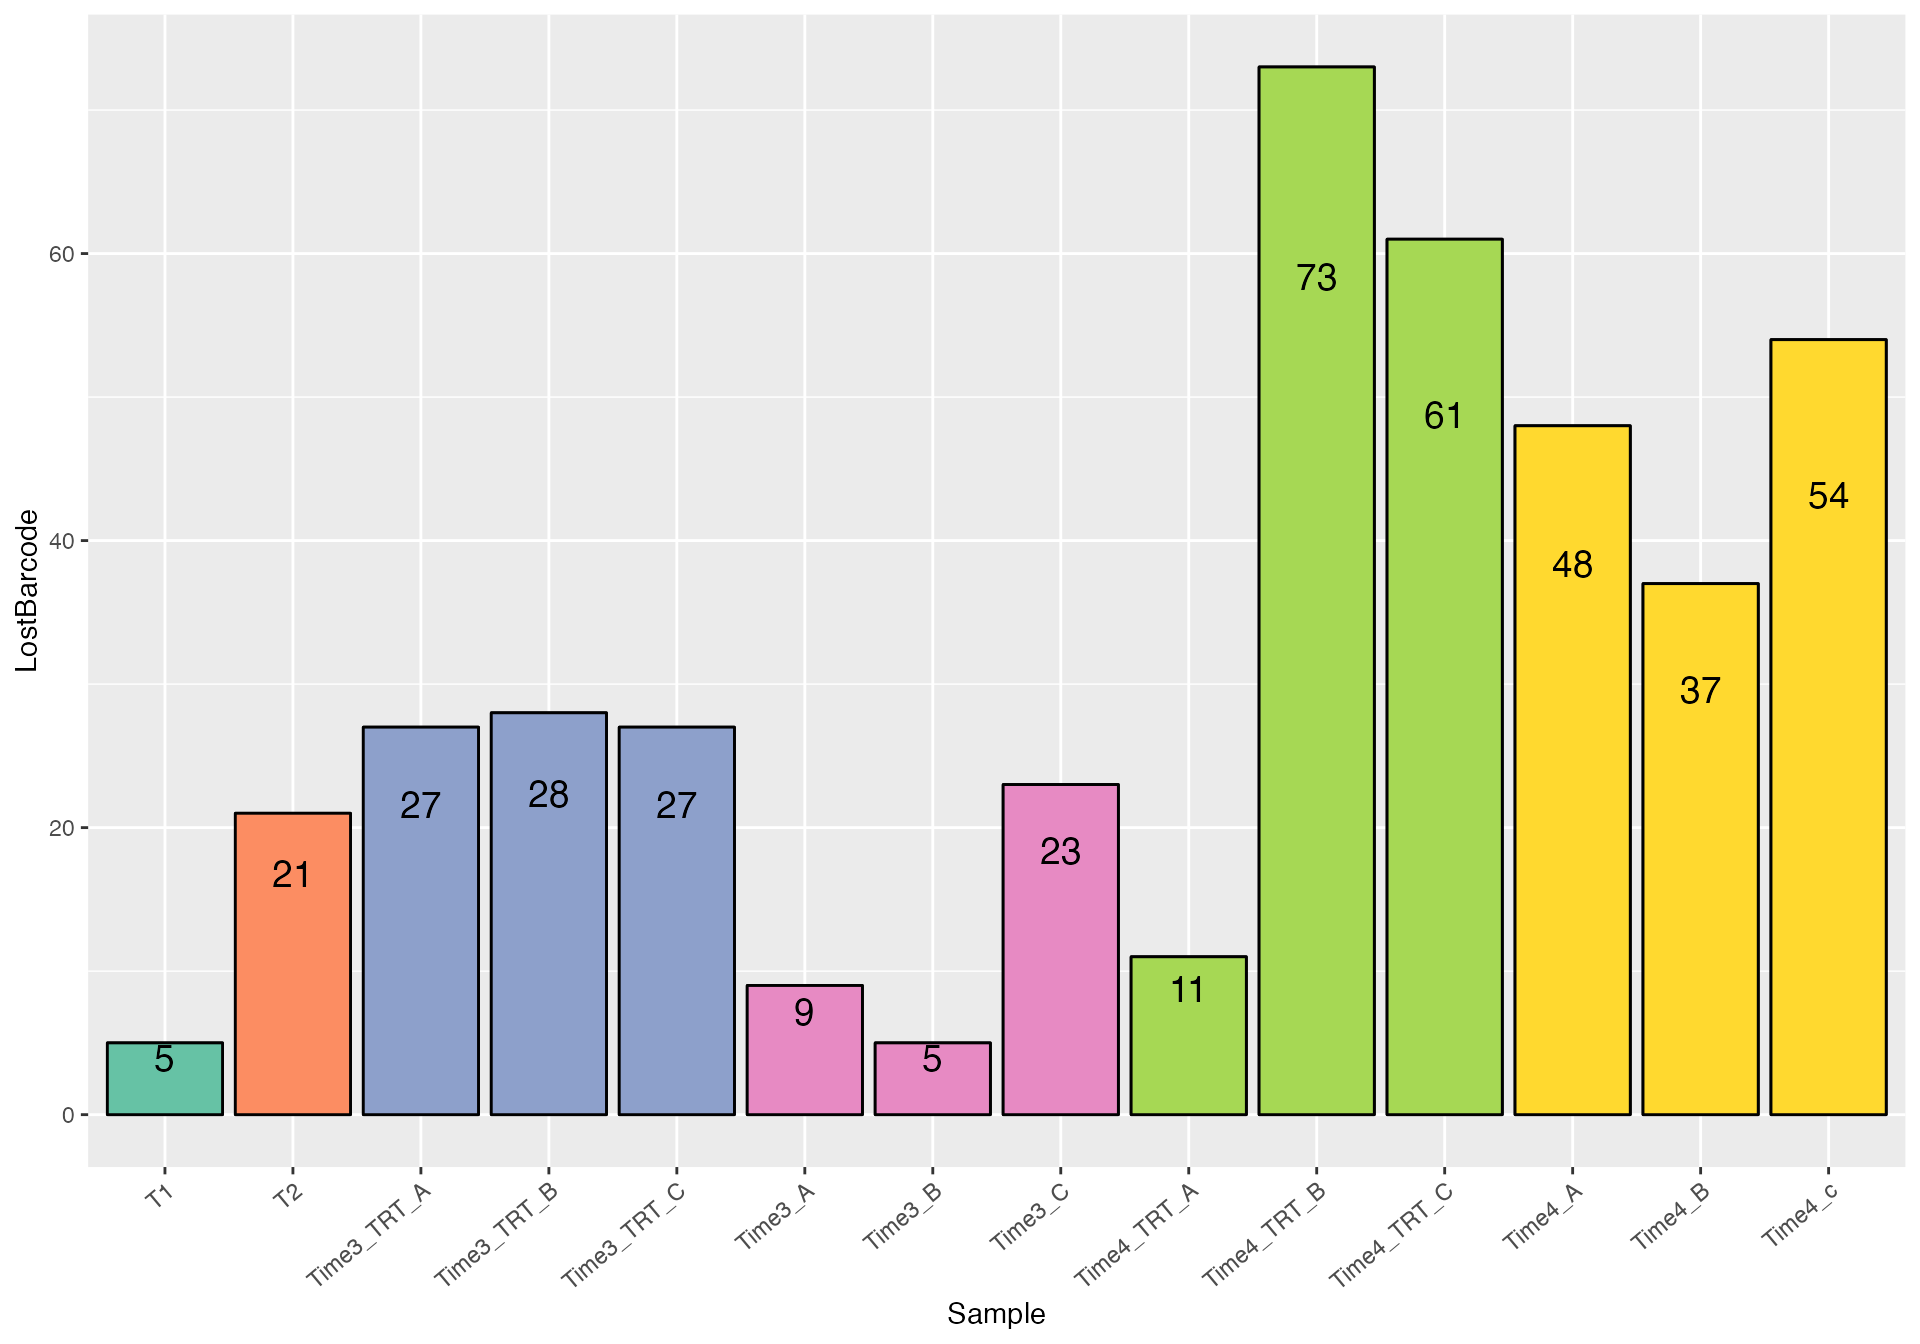 LostBarcode
60
40
20
0
5
21
27
28
27
9
5
23
11
73
61
48
37
54
T1
T2
Time3_TRT_A
Time3_TRT_B
Time3_TRT_C
Time3_A
Time3_B
Time3_C
Time4_TRT_A
Time4_TRT_B
Time4_TRT_C
Time4_A
Time4_B
Time4_c
Sample